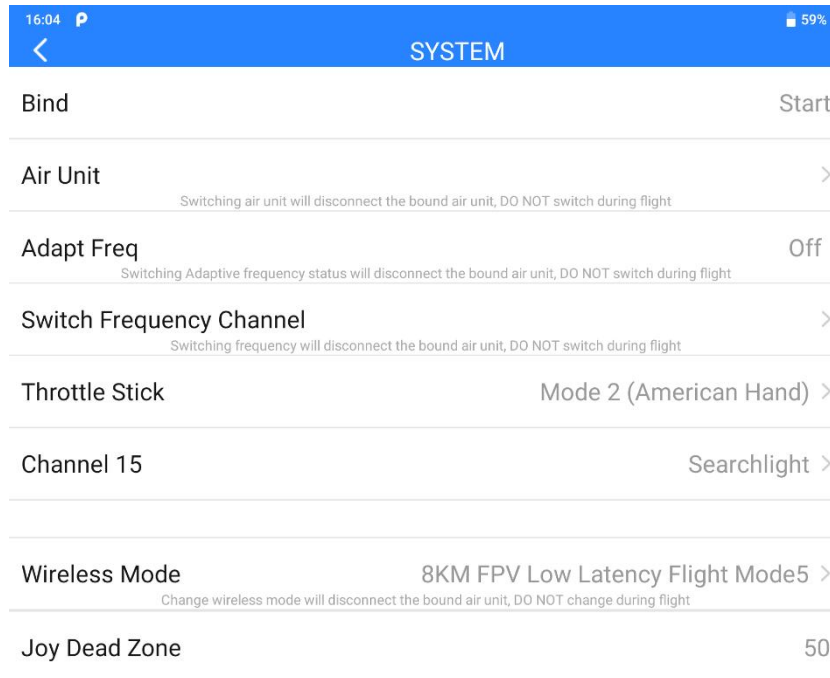 16:04 P 59%
SYSTEM
Bind Start
Air Unit
Switching air unit will disconnect the bound air unit, DO NOT switch during flight
Adapt Freq Off
Switching Adaptive frequency status will disconnect the bound air unit, DO NOT switch during flight
Switch Frequency Channel
Switching frequency will disconnect the bound air unit, DO NOT switch during flight
Throttle Stick Mode 2 (American Hand)
Channel 15 Searchlight
Wireless Mode 8KM FPV Low Latency Flight Mode5
Change wireless mode will disconnect the bound air unit, DO NOT change during flight
Joy Dead Zone 50